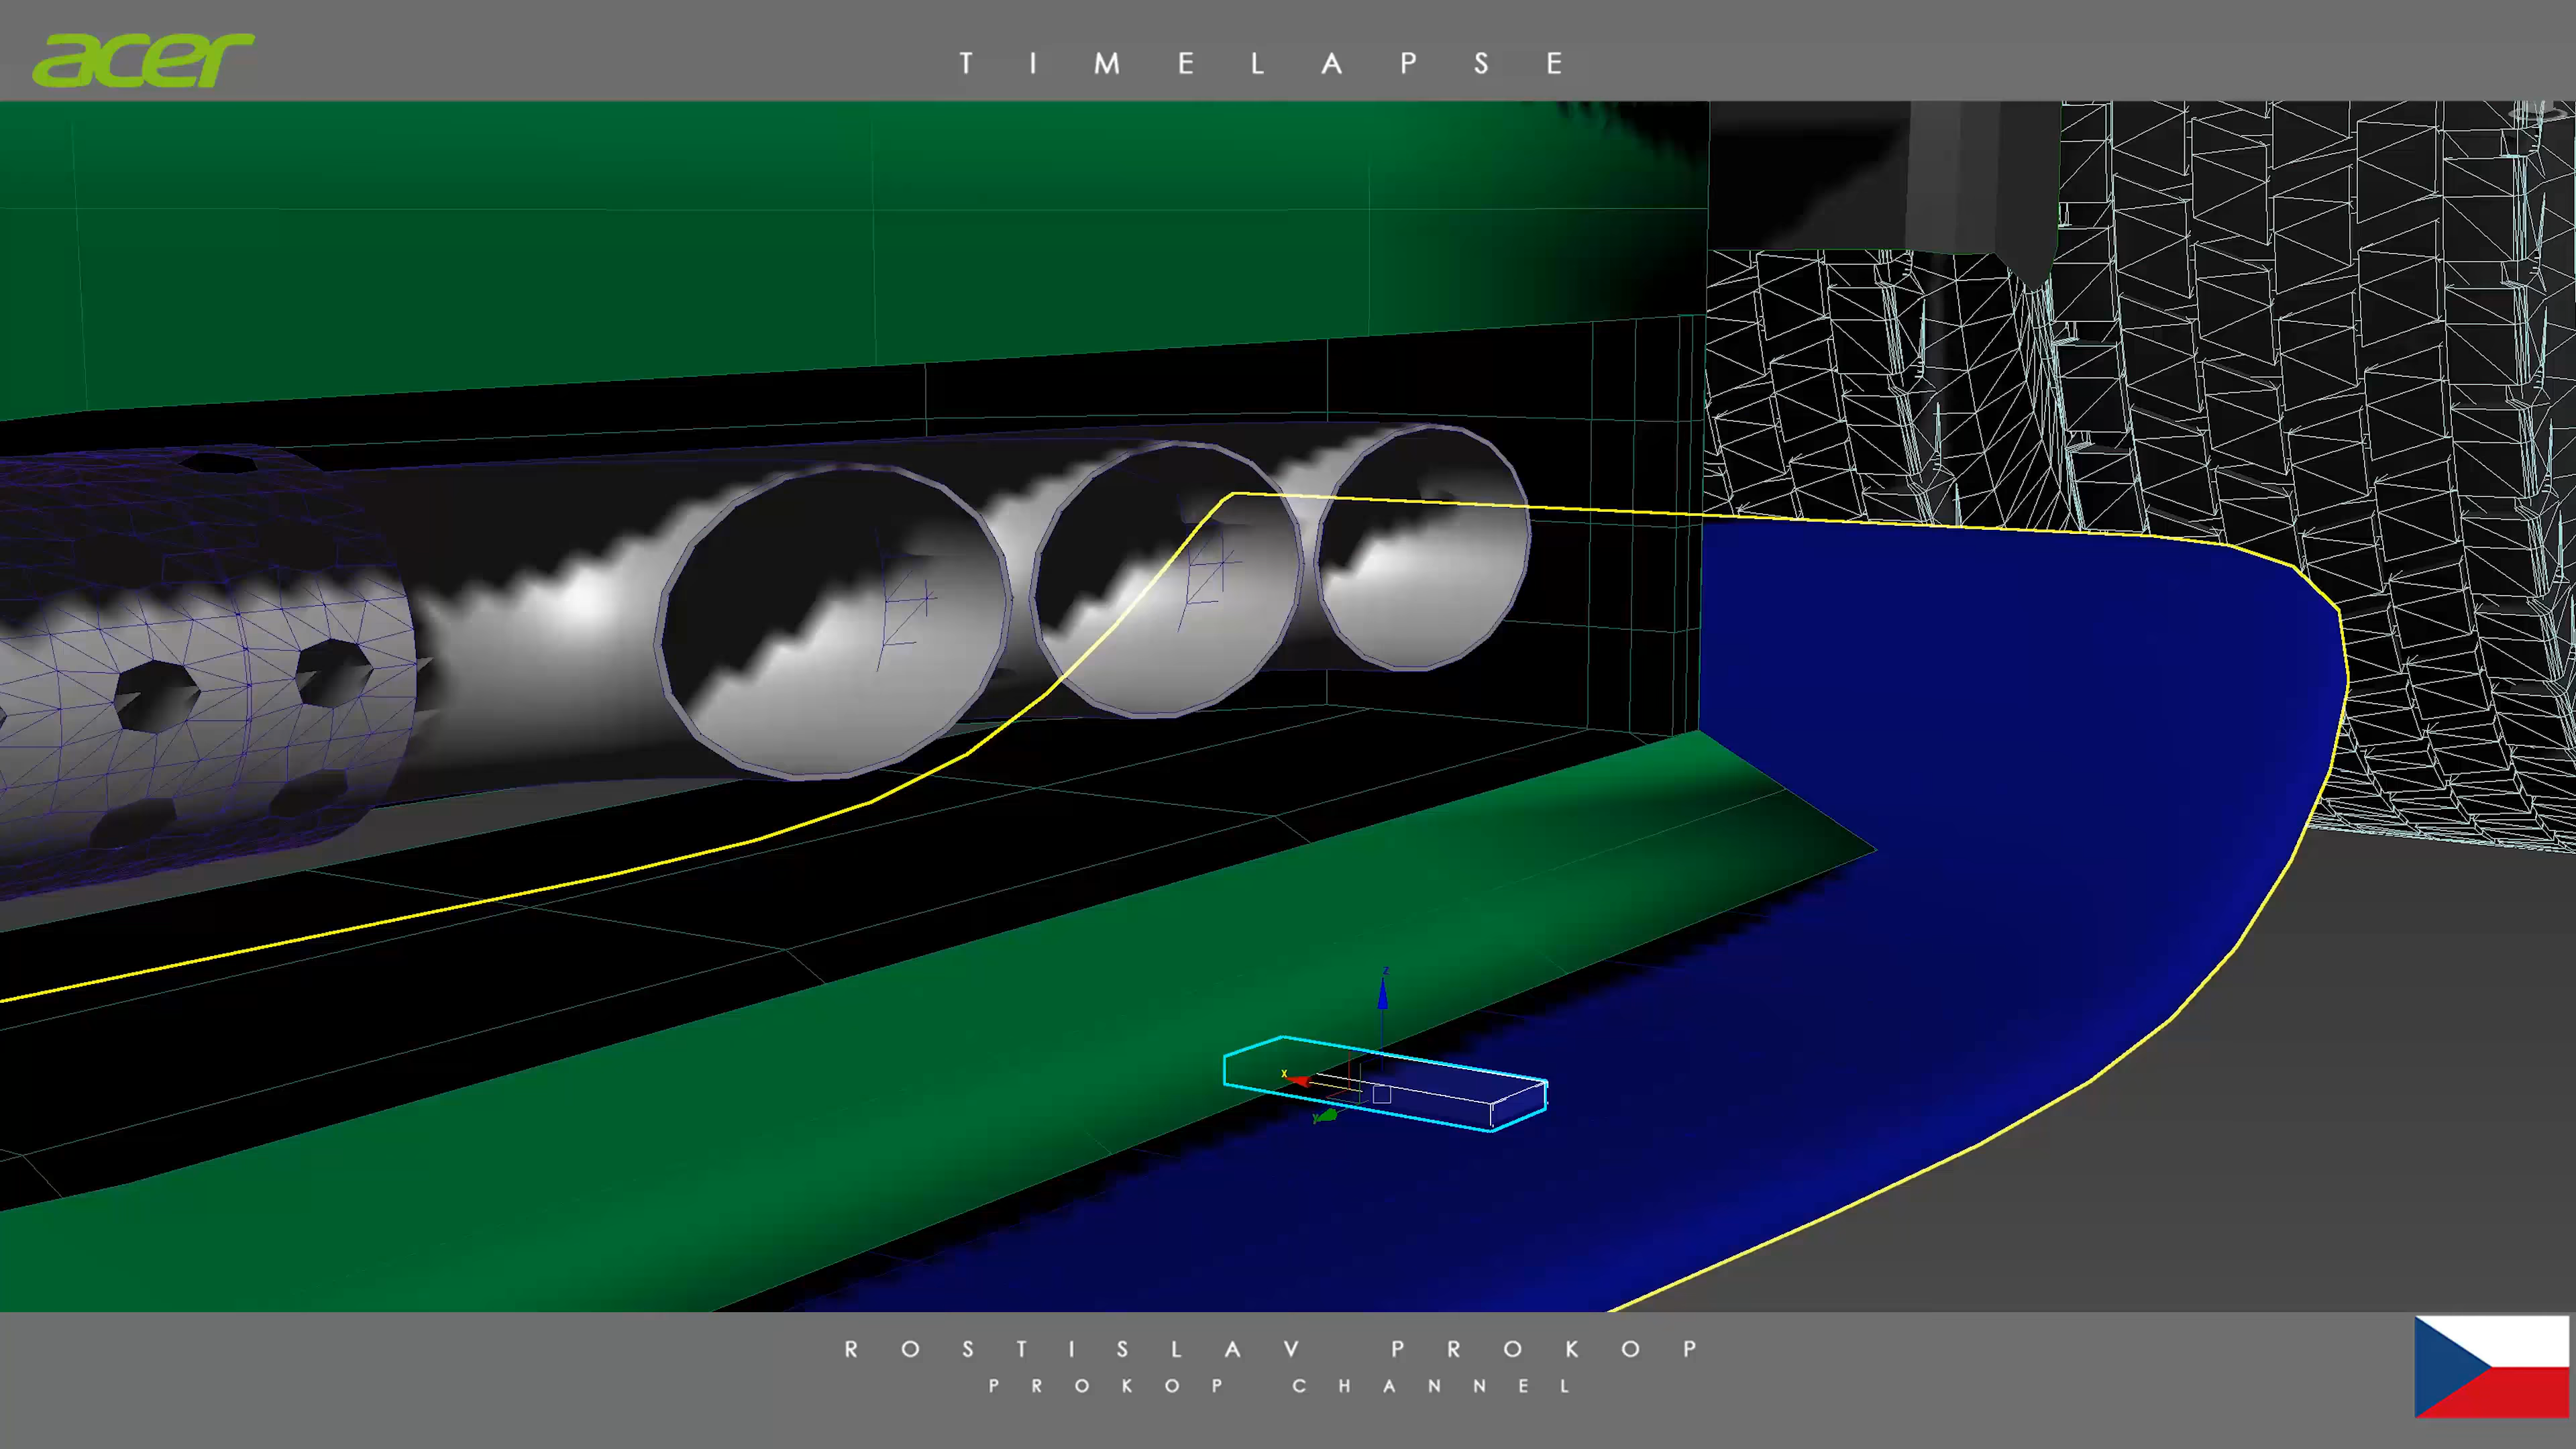 acer
TIMELAPSE
z
x
y
ROSTISLAV PROKOP
PROKOP CHANNEL